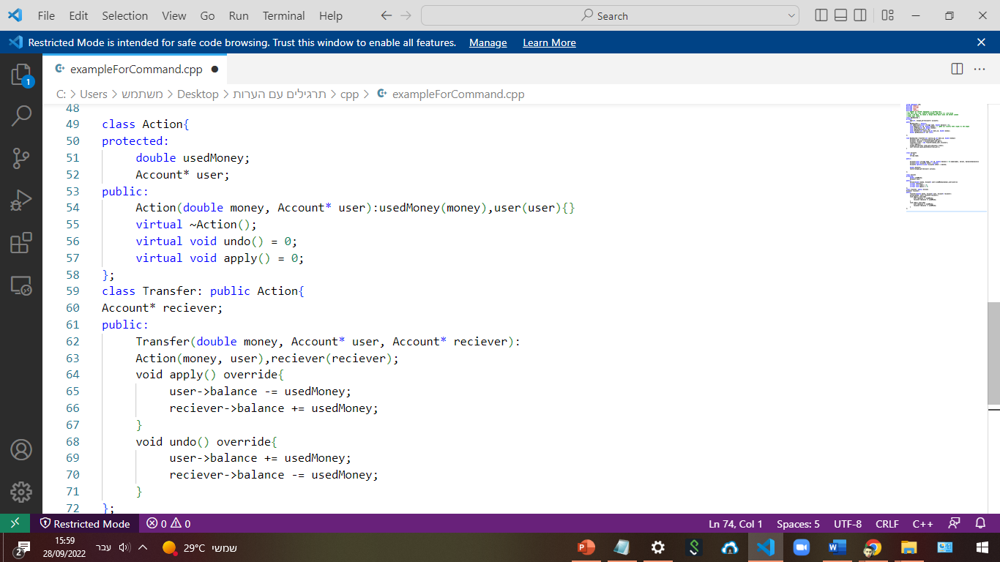 File Edit Selection View Go Run Terminal Help Search
Restricted Mode is intended for safe code browsing. Trust this window to enable all features. Manage Learn More
1
exampleForCommand.cpp
C: > Users > משתמש > Desktop > תרגילים עם הערות > cpp > exampleForCommand.cpp
48
49 class Action{
50 protected:
51 double usedMoney;
52 Account* user;
53 public:
54 Action(double money, Account* user):usedMoney(money),user(user){}
55 virtual ~Action();
56 virtual void undo() = 0;
57 virtual void apply() = 0;
58 };
59 class Transfer: public Action{
60 Account* reciever;
61 public:
62 Transfer(double money, Account* user, Account* reciever):
63 Action(money, user),reciever(reciever);
64 void apply() override{
65 user->balance -= usedMoney;
66 reciever->balance += usedMoney;
67 }
68 void undo() override{
69 user->balance += usedMoney;
70 reciever->balance -= usedMoney;
71 }
72 };
Restricted Mode 0 0 Ln 74, Col 1 Spaces: 5 UTF-8 CRLF C++
2 15:59 עבר 29°C שמשי
28/09/2022